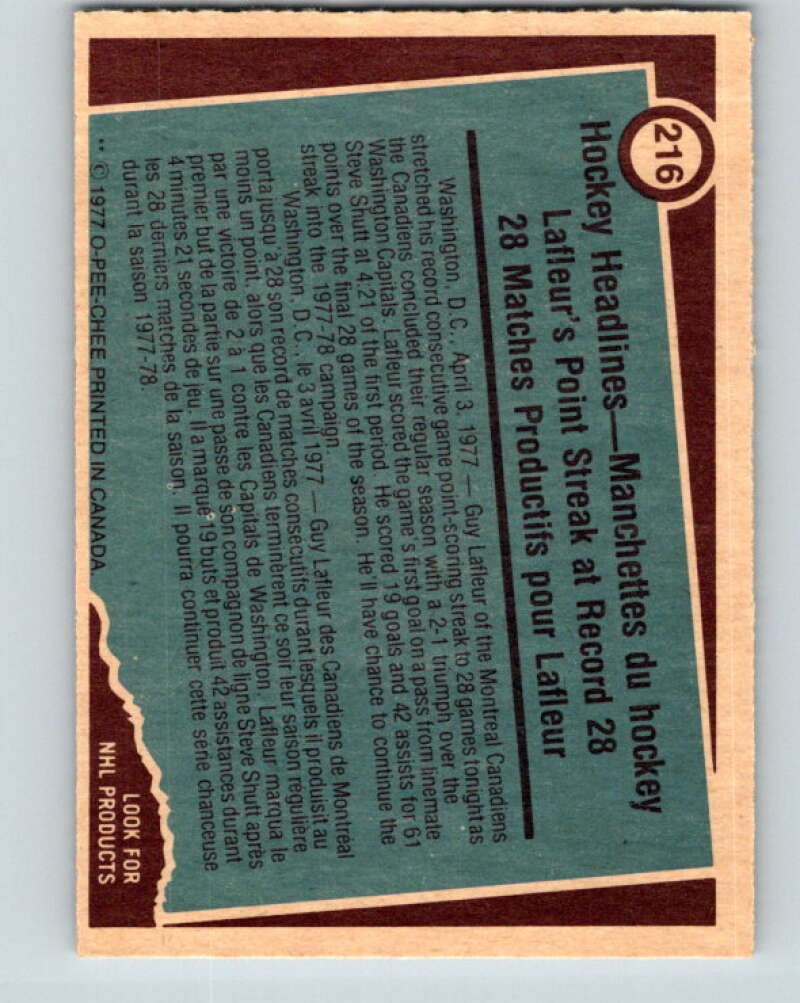 216
Hockey Headlines—Manchettes du hockey
Lafleur's Point Streak at Record 28
28 Matches Productifs pour Lafleur
Washington, D.C., April 3, 1977 — Guy Lafleur of the Montreal Canadiens
stretched his record consecutive game point-scoring streak to 28 games tonight as
the Canadiens concluded their regular season with a 2-1 triumph over the
Washington Capitals. Lafleur scored the game's first goal on a pass from linemate
Steve Shutt at 4:21 of the first period. He scored 19 goals and 42 assists for 61
points over the final 28 games of the season. He'll have chance to continue the
streak into the 1977-78 campaign.
Washington, D.C., le 3 avril 1977 — Guy Lafleur des Canadiens de Montréal
porta jusqu'à 28 son record de matches consécutifs durant lesquels il produisit au
moins un point, alors que les Canadiens terminèrent ce soir leur saison régulière
par une victoire de 2 à 1 contre les Capitals de Washington. Lafleur marqua le
premier but de la partie sur une passe de son compagnon de ligne Steve Shutt après
4 minutes 21 secondes de jeu. Il a marqué 19 buts et produit 42 assistances durant
les 28 derniers matches de la saison. Il pourra continuer cette série chanceuse
durant la saison 1977-78.
** © 1977 O-PEE-CHEE PRINTED IN CANADA
LOOK FOR
NHL PRODUCTS